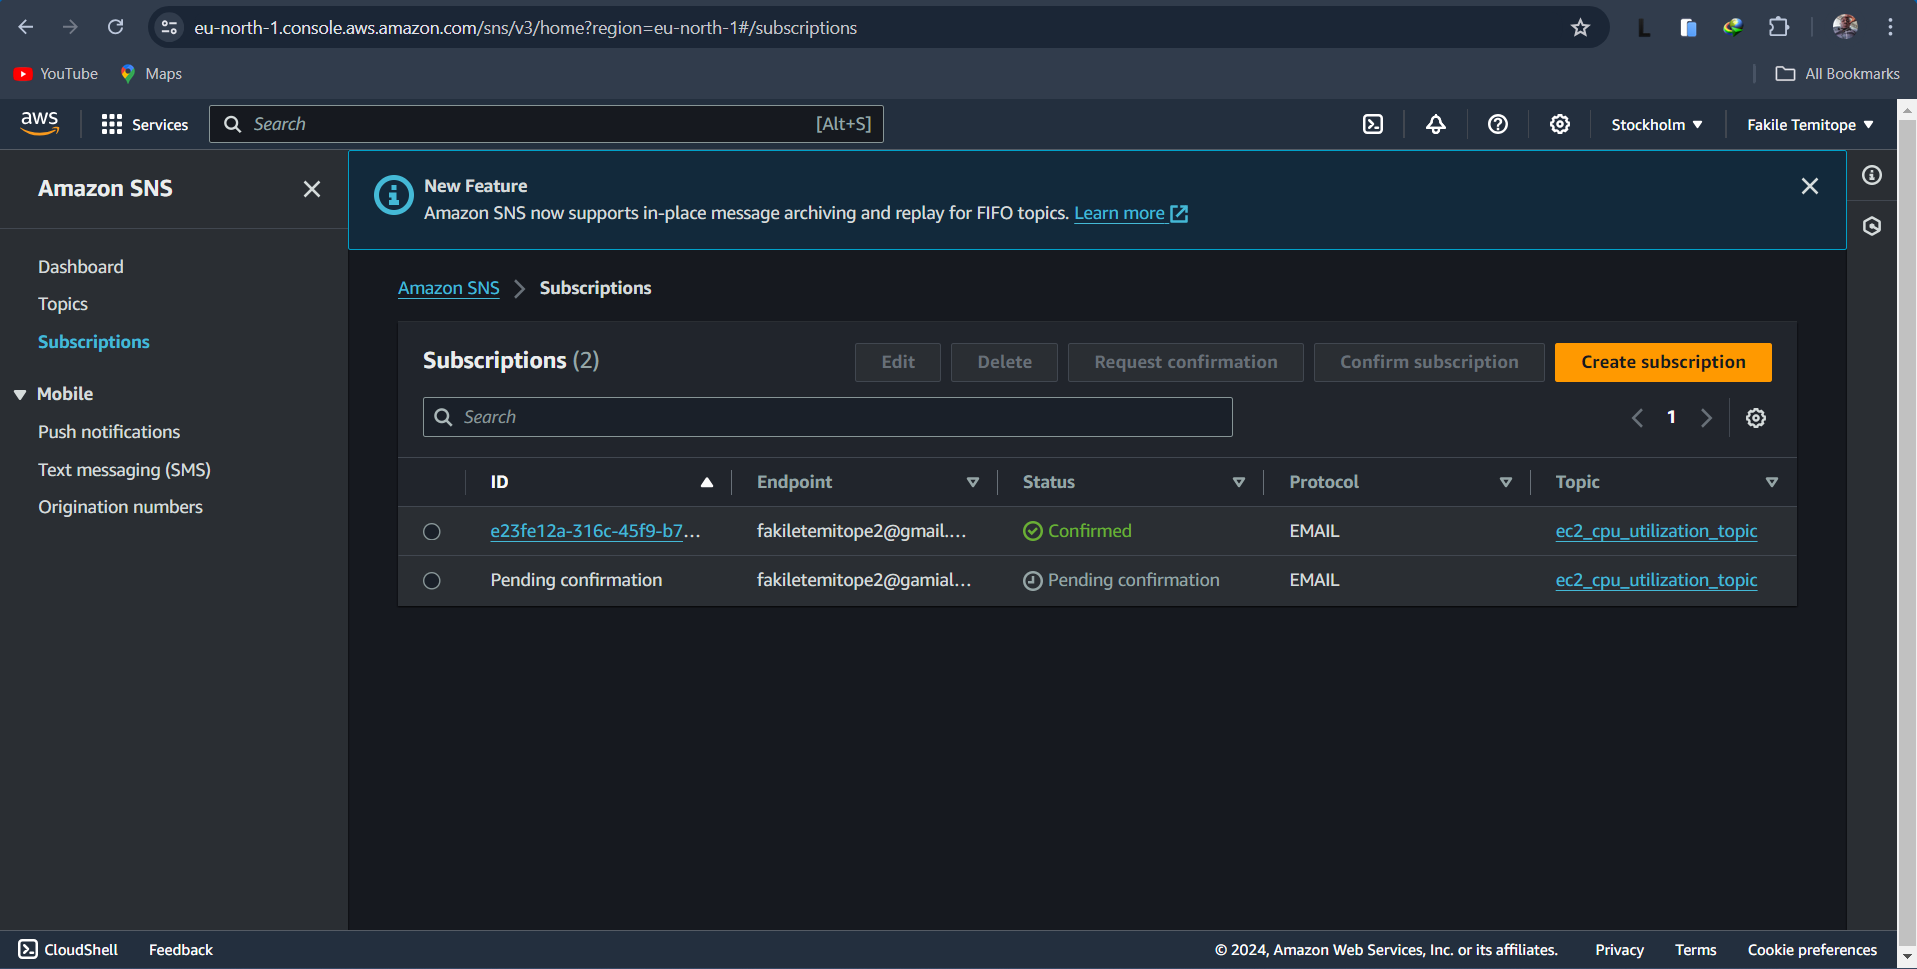 eu-north-1.console.aws.amazon.com/sns/v3/home?region=eu-north-1#/subscriptions
L
YouTube Maps All Bookmarks
aws Services Search [Alt+S] Stockholm Fakile Temitope
Amazon SNS
Dashboard
Topics
Subscriptions
Mobile
Push notifications
Text messaging (SMS)
Origination numbers
New Feature
Amazon SNS now supports in-place message archiving and replay for FIFO topics. Learn more
Amazon SNS Subscriptions
Subscriptions (2) Edit Delete Request confirmation Confirm subscription Create subscription
Search 1
ID Endpoint Status Protocol Topic
e23fe12a-316c-45f9-b7... fakiletemitope2@gmail.... Confirmed EMAIL ec2_cpu_utilization_topic
Pending confirmation fakiletemitope2@gamial... Pending confirmation EMAIL ec2_cpu_utilization_topic
CloudShell Feedback © 2024, Amazon Web Services, Inc. or its affiliates. Privacy Terms Cookie preferences